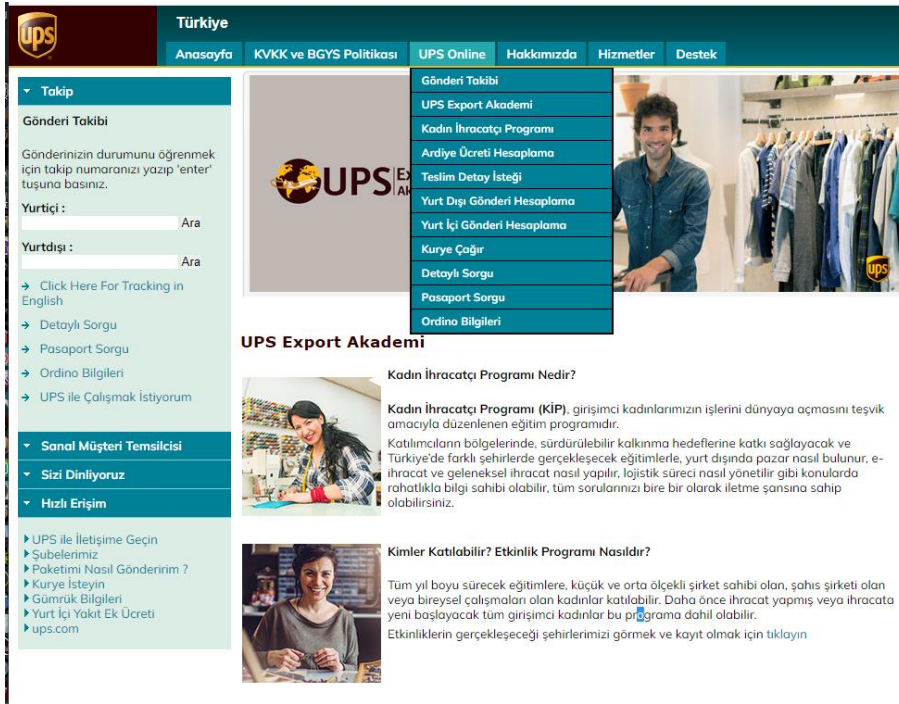 ups
Türkiye
Anasayfa
KVKK ve BGYS Politikası
UPS Online
Hakkımızda
Hizmetler
Destek
Takip
Gönderi Takibi
Gönderinizin durumunu öğrenmek
için takip numaranızı yazıp 'enter'
tuşuna basınız.
Yurtiçi :
Ara
Yurtdışı :
Ara
Click Here For Tracking in
English
Detaylı Sorgu
Pasaport Sorgu
Ordino Bilgileri
UPS ile Çalışmak İstiyorum
Sanal Müşteri Temsilcisi
Sizi Dinliyoruz
Hızlı Erişim
UPS ile İletişime Geçin
Şubelerimiz
Paketimi Nasıl Gönderirim ?
Kurye İsteyin
Gümrük Bilgileri
Yurt İçi Yakıt Ek Ücreti
ups.com
Gönderi Takibi
UPS Export Akademi
Kadın İhracatçı Programı
Ardiye Ücreti Hesaplama
Teslim Detay İsteği
Yurt Dışı Gönderi Hesaplama
Yurt İçi Gönderi Hesaplama
Kurye Çağır
Detaylı Sorgu
Pasaport Sorgu
Ordino Bilgileri
UPS
ups
UPS Export Akademi
Kadın İhracatçı Programı Nedir?
Kadın İhracatçı Programı (KİP), girişimci kadınlarımızın işlerini dünyaya açmasını teşvik
amacıyla düzenlenen eğitim programıdır.
Katılımcıların bölgelerinde, sürdürülebilir kalkınma hedeflerine katkı sağlayacak ve
Türkiye'de farklı şehirlerde gerçekleşecek eğitimlerle, yurt dışında pazar nasıl bulunur, e-
ihracat ve geleneksel ihracat nasıl yapılır, lojistik süreci nasıl yönetilir gibi konularda
rahatlıkla bilgi sahibi olabilir, tüm sorularınızı bire bir olarak iletme şansına sahip
olabilirsiniz.
Kimler Katılabilir? Etkinlik Programı Nasıldır?
Tüm yıl boyu sürecek eğitimlere, küçük ve orta ölçekli şirket sahibi olan, şahıs şirketi olan
veya bireysel çalışmaları olan kadınlar katılabilir. Daha önce ihracat yapmış veya ihracata
yeni başlayacak tüm girişimci kadınlar bu programa dahil olabilir.
Etkinliklerin gerçekleşeceği şehirlerimizi görmek ve kayıt olmak için tıklayın